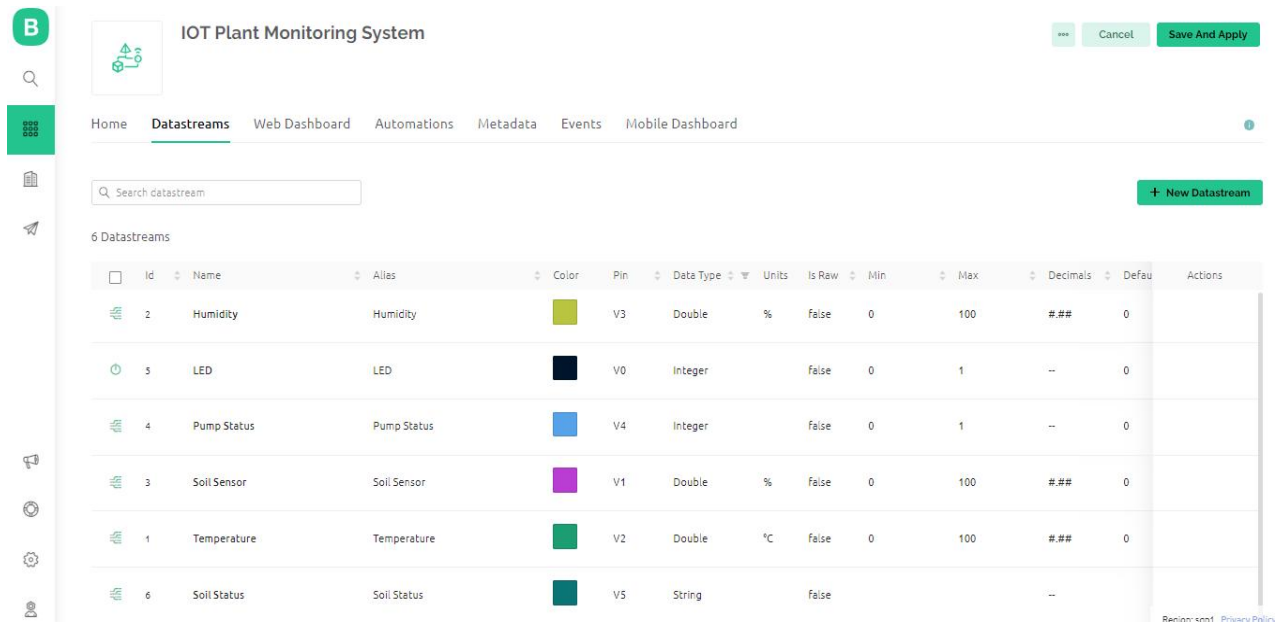 B
IOT Plant Monitoring System
Cancel
Save And Apply
Home Datastreams Web Dashboard Automations Metadata Events Mobile Dashboard
Search datastream
+ New Datastream
6 Datastreams
Id Name Alias Color Pin Data Type Units Is Raw Min Max Decimals Defau Actions
2 Humidity Humidity V3 Double % false 0 100 #.## 0
5 LED LED V0 Integer false 0 1 -- 0
4 Pump Status Pump Status V4 Integer false 0 1 -- 0
3 Soil Sensor Soil Sensor V1 Double % false 0 100 #.## 0
1 Temperature Temperature V2 Double °C false 0 100 #.## 0
6 Soil Status Soil Status V5 String false --
Region: sgp1 Privacy Policy